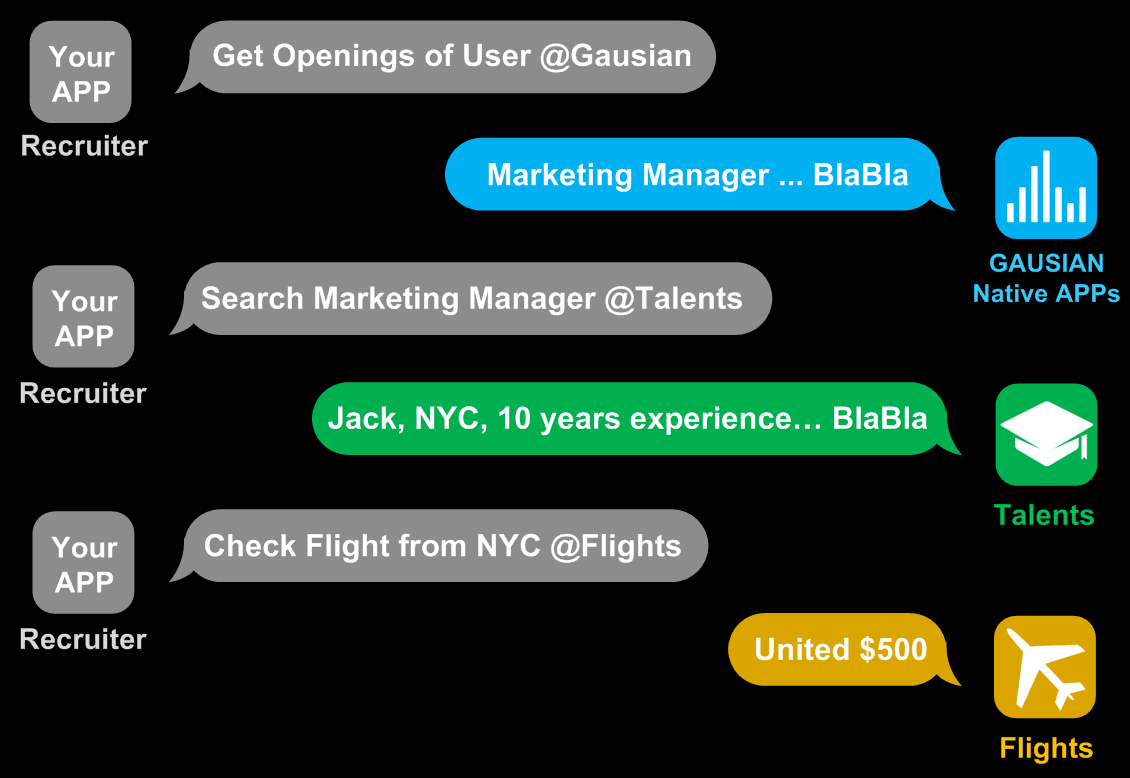 Your
APP
Recruiter
Get Openings of User @Gausian
Marketing Manager ... BlaBla
GAUSIAN
Native APPs
Your
APP
Recruiter
Search Marketing Manager @Talents
Jack, NYC, 10 years experience… BlaBla
Talents
Your
APP
Recruiter
Check Flight from NYC @Flights
United $500
Flights